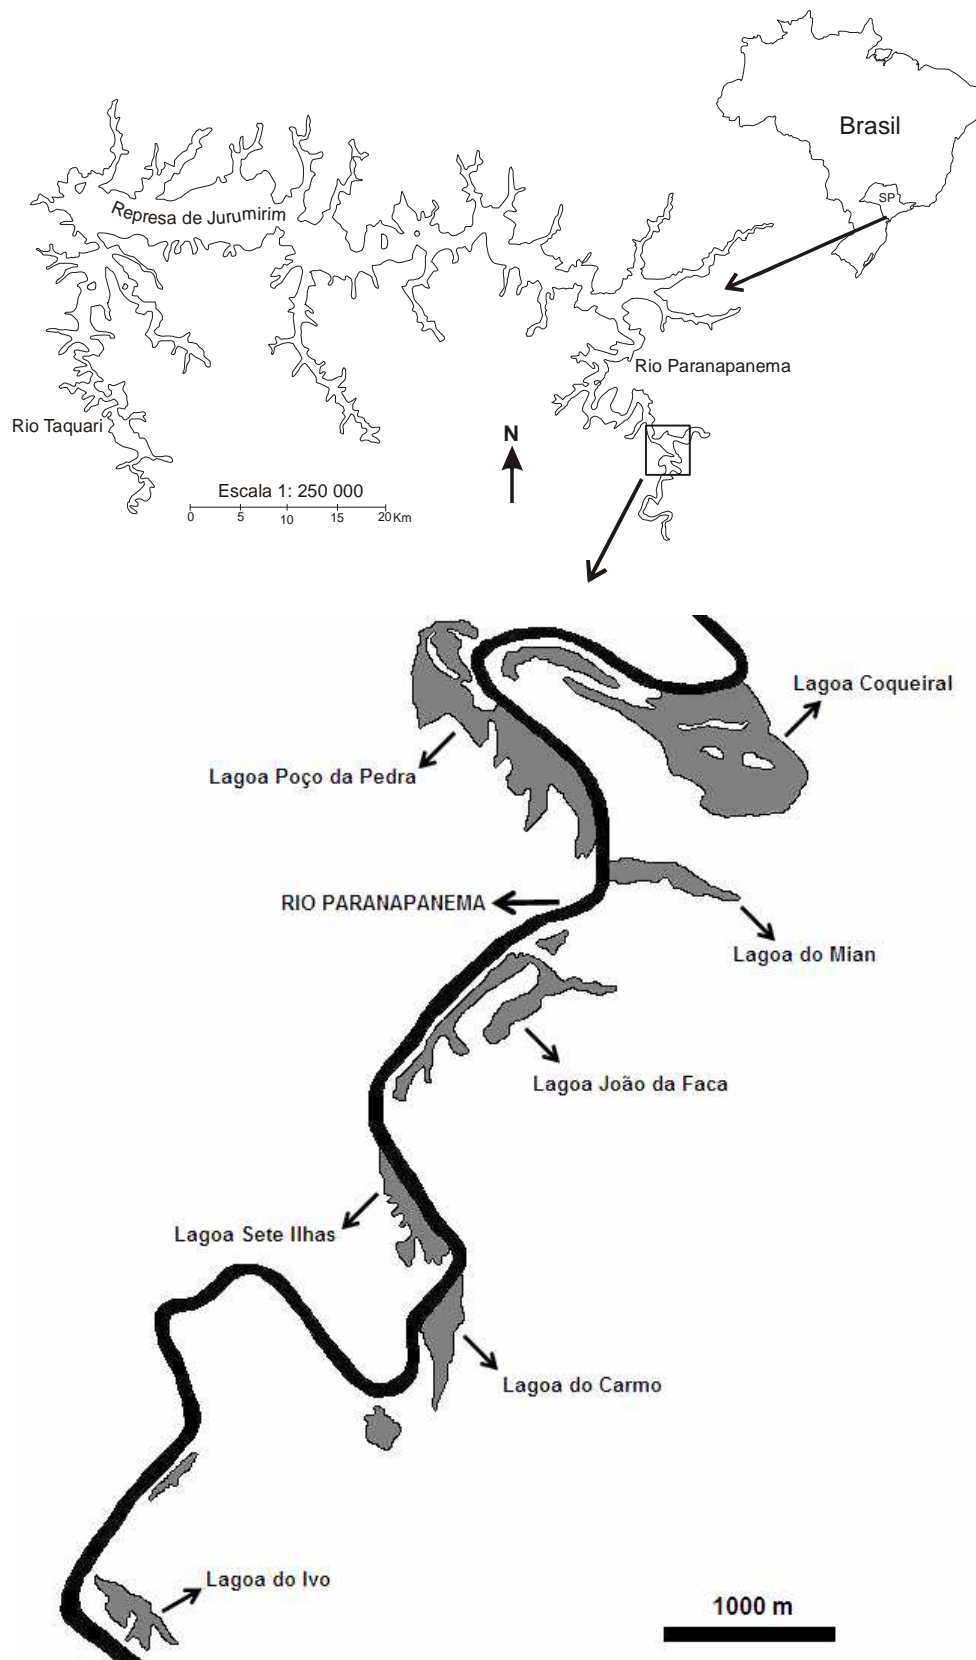 Brasil
SP
Represa de Jurumirim
Rio Paranapanema
Rio Taquari
N
Escala 1: 250 000
0 5 10 15 20 Km
Lagoa Coqueiral
Lagoa Poço da Pedra
RIO PARANAPANEMA
Lagoa do Mian
Lagoa João da Faca
Lagoa Sete Ilhas
Lagoa do Carmo
Lagoa do Ivo
1000 m